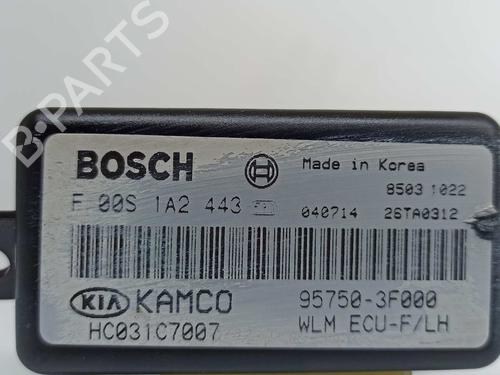 B-PARTS
BOSCH
Made in Korea
8503 1022
F 00S 1A2 443
040714
26TA0312
KIA KAMCO
95750-3F000
HC031C7007
WLM ECU-F/LH